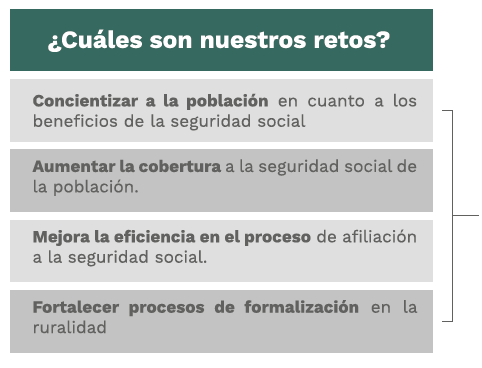 ¿Cuáles son nuestros retos?
Concientizar a la población en cuanto a los
beneficios de la seguridad social
Aumentar la cobertura a la seguridad social de
la población.
Mejora la eficiencia en el proceso de afiliación
a la seguridad social.
Fortalecer procesos de formalización en la
ruralidad